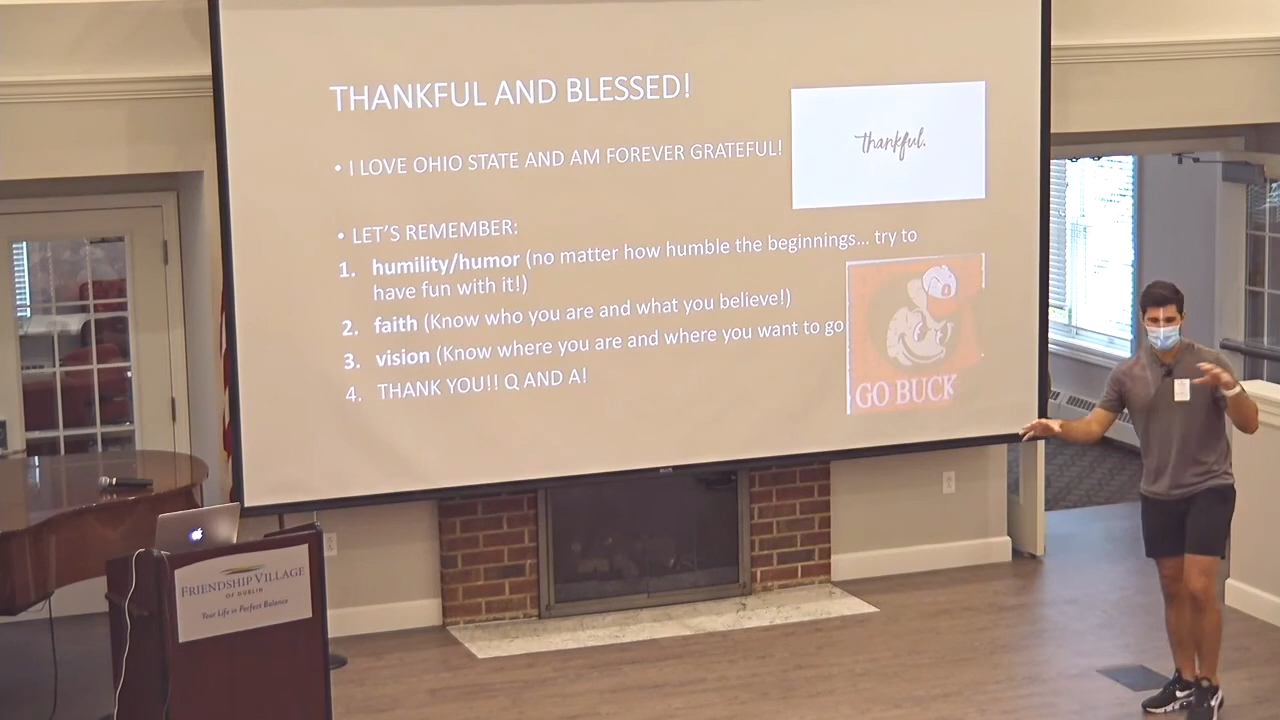 THANKFUL AND BLESSED!
• I LOVE OHIO STATE AND AM FOREVER GRATEFUL!
thankful.
• LET'S REMEMBER:
1. humility/humor (no matter how humble the beginnings... try to
have fun with it!)
2. faith (Know who you are and what you believe!)
3. vision (Know where you are and where you want to go
4. THANK YOU!! Q AND A!
GO BUCK
FRIENDSHIP VILLAGE
OF DUBLIN
Your Life in Perfect Balance